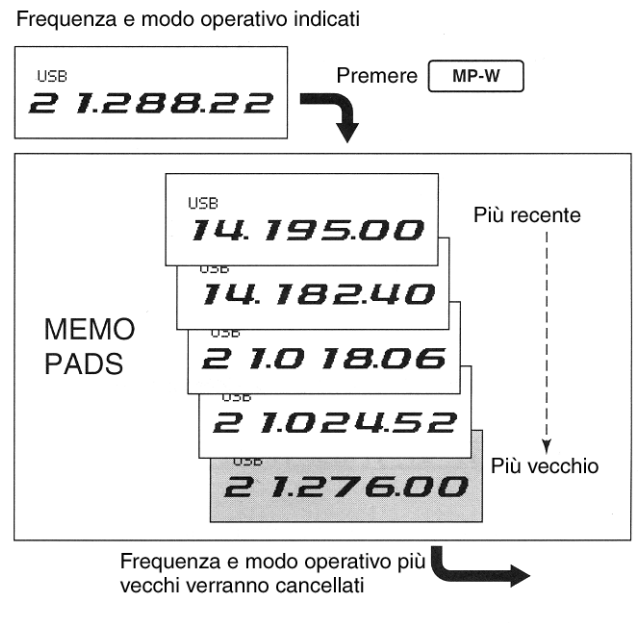 Frequenza e modo operativo indicati
USB
21.288.22
Premere MP-W
USB
14.195.00
Più recente
USB
14.182.40
MEMO
PADS
USB
21.018.06
USB
21.024.52
Più vecchio
USB
21.276.00
Frequenza e modo operativo più
vecchi verranno cancellati